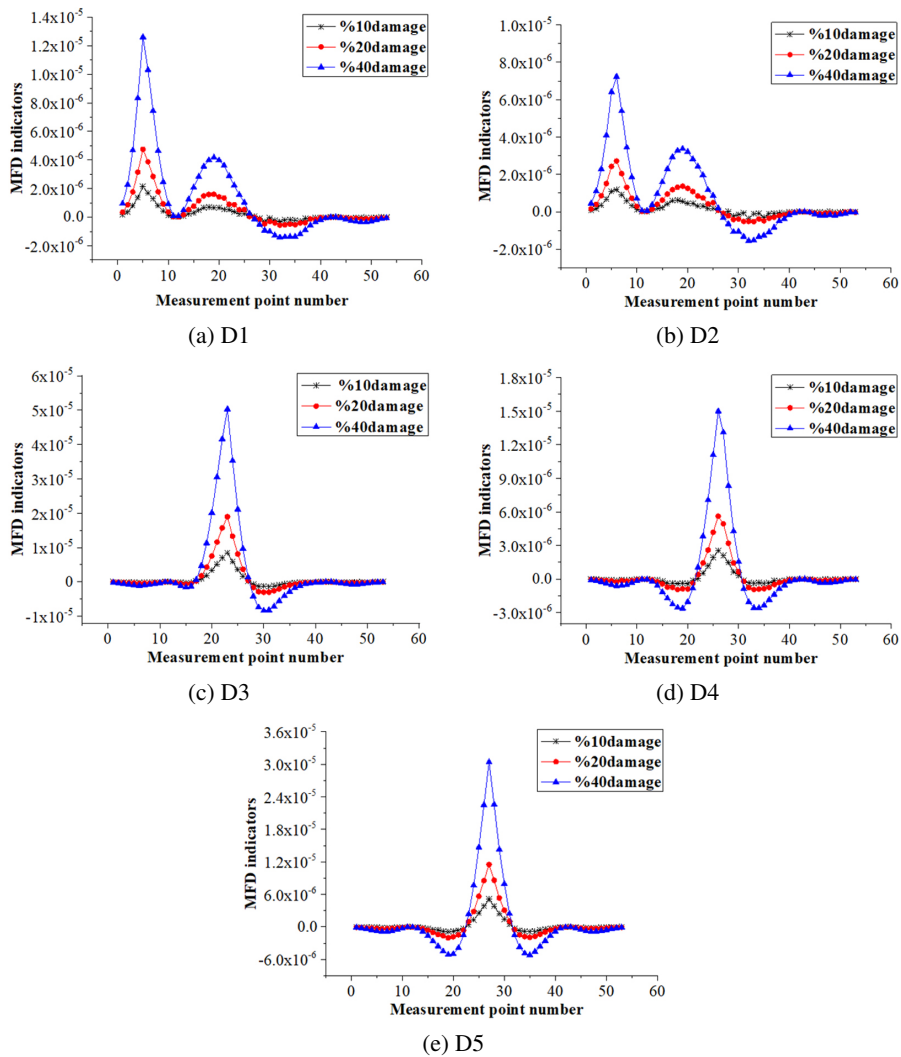 1.4x10⁻⁵
1.2x10⁻⁵
1.0x10⁻⁵
8.0x10⁻⁶
6.0x10⁻⁶
4.0x10⁻⁶
2.0x10⁻⁶
0.0
-2.0x10⁻⁶
MFD indicators
%10damage
%20damage
%40damage
0 10 20 30 40 50 60
Measurement point number
(a) D1
1.0x10⁻⁵
8.0x10⁻⁶
6.0x10⁻⁶
4.0x10⁻⁶
2.0x10⁻⁶
0.0
-2.0x10⁻⁶
MFD indicators
%10damage
%20damage
%40damage
0 10 20 30 40 50 60
Measurement point number
(b) D2
6x10⁻⁵
5x10⁻⁵
4x10⁻⁵
3x10⁻⁵
2x10⁻⁵
1x10⁻⁵
0
-1x10⁻⁵
MFD indicators
%10damage
%20damage
%40damage
0 10 20 30 40 50 60
Measurement point number
(c) D3
1.8x10⁻⁵
1.5x10⁻⁵
1.2x10⁻⁵
9.0x10⁻⁶
6.0x10⁻⁶
3.0x10⁻⁶
0.0
-3.0x10⁻⁶
MFD indicators
%10damage
%20damage
%40damage
0 10 20 30 40 50 60
Measurement point number
(d) D4
3.6x10⁻⁵
3.0x10⁻⁵
2.4x10⁻⁵
1.8x10⁻⁵
1.2x10⁻⁵
6.0x10⁻⁶
0.0
-6.0x10⁻⁶
MFD indicators
%10damage
%20damage
%40damage
0 10 20 30 40 50 60
Measurement point number
(e) D5